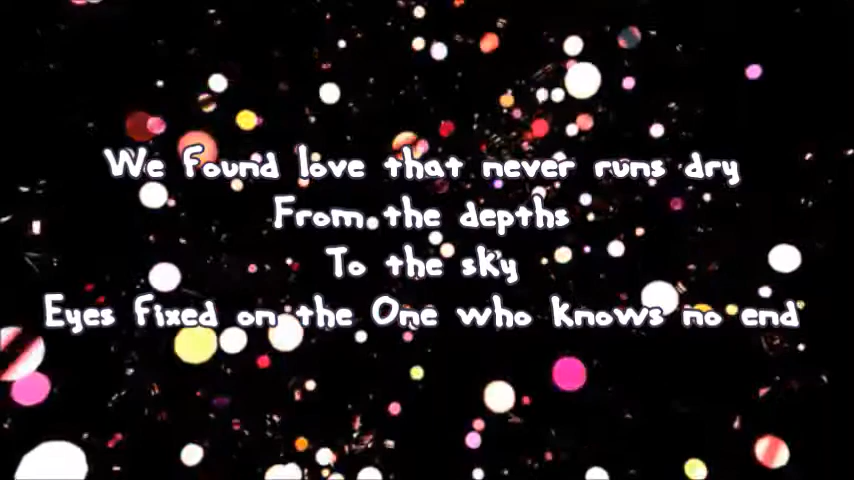 We found love that never runs dry
From the depths
To the sky
Eyes fixed on the One who knows no end